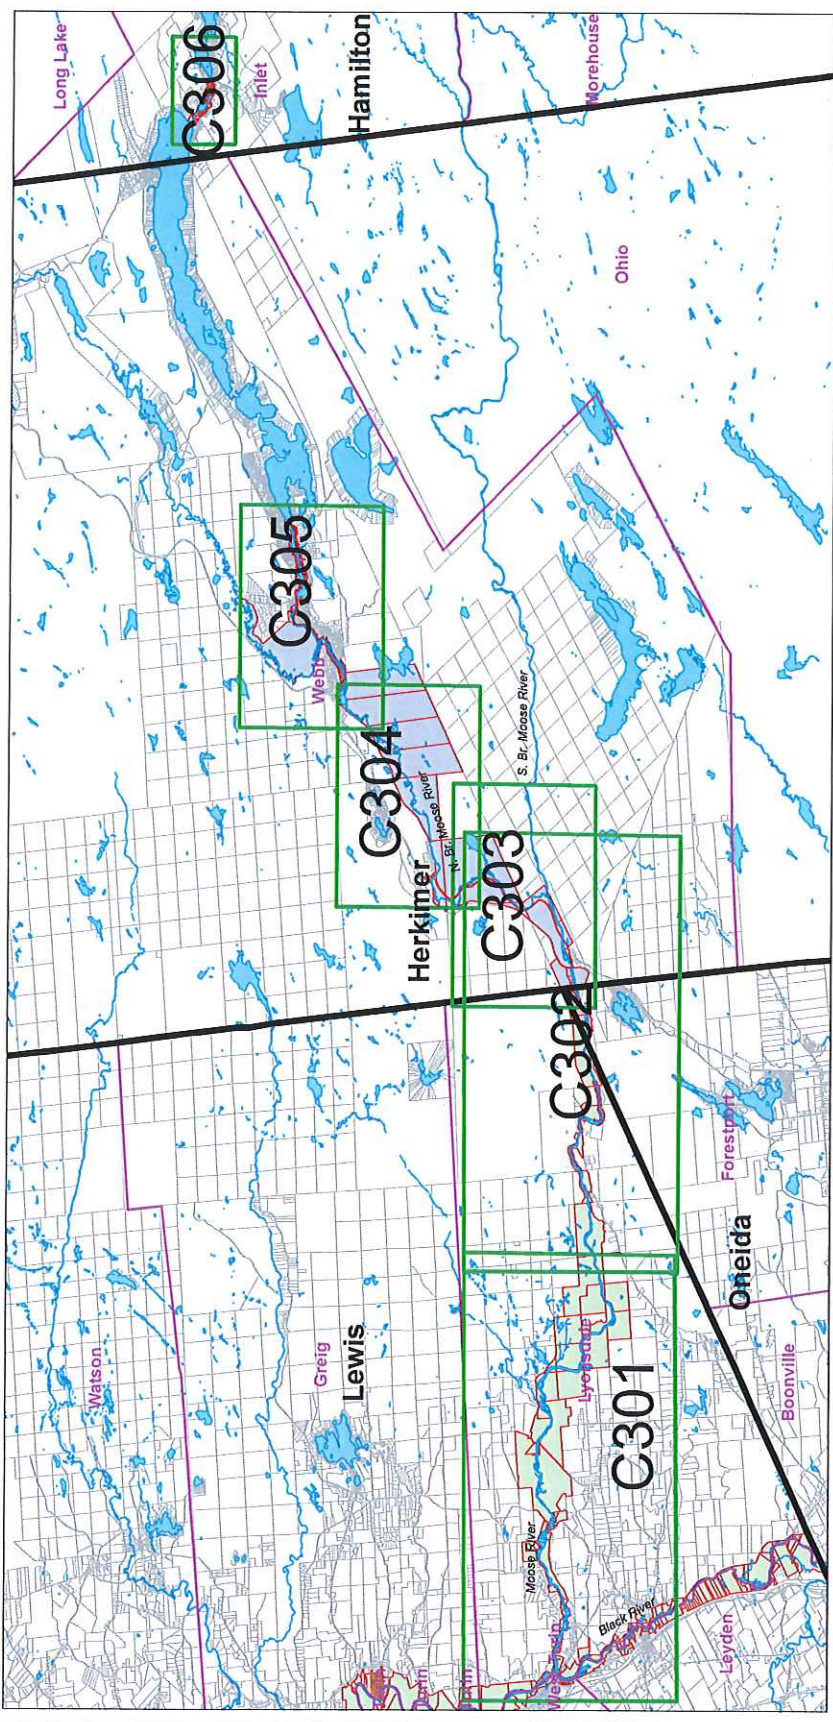 Long Lake
C306
Inlet
Hamilton
Morehouse
Ohio
C305
Webb
S. Br. Moose River
C304
N. Br. Moose River
Herkimer
C303
C302
Forestport
Oneida
Watson
Greig
Lewis
Lyonsdale
C301
Boonville
Moose River
Black River
Leyden